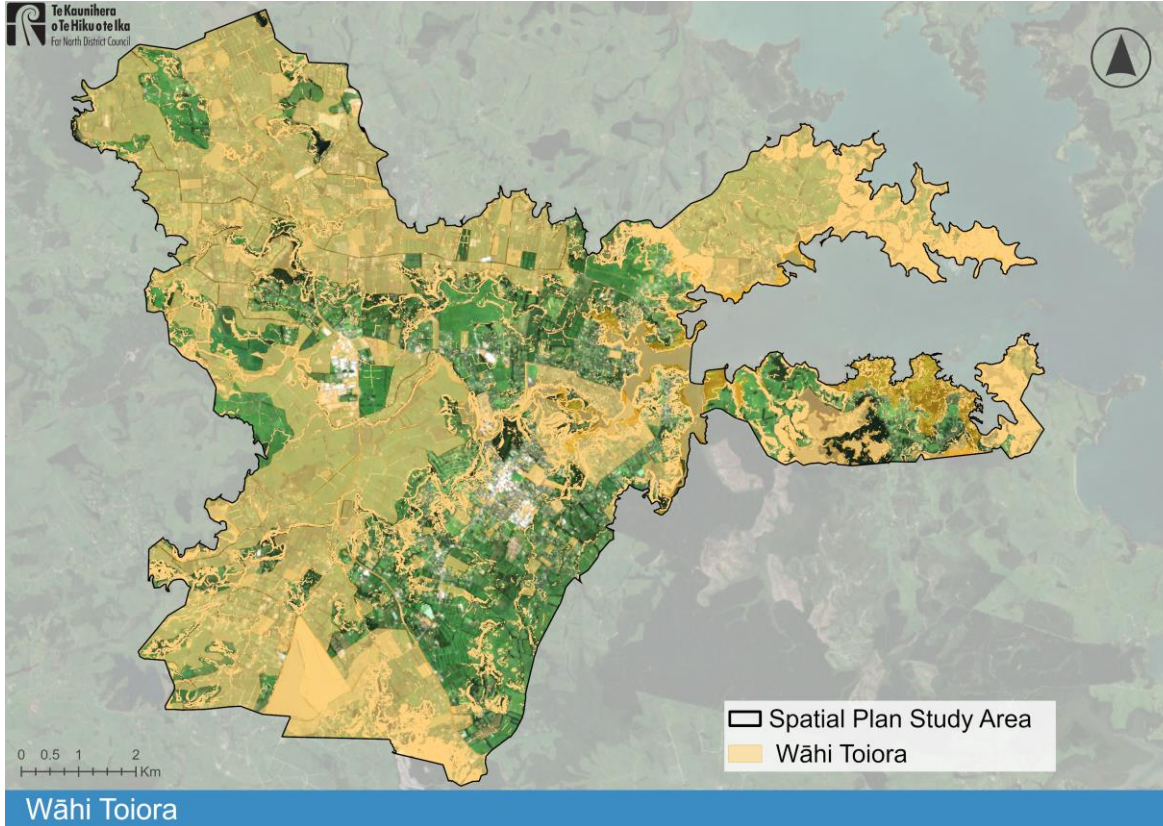 Te Kaunihera
o Te Hiku o te Ika
Far North District Council
Spatial Plan Study Area
Wāhi Toiora
0 0.5 1 2
Km
Wāhi Toiora